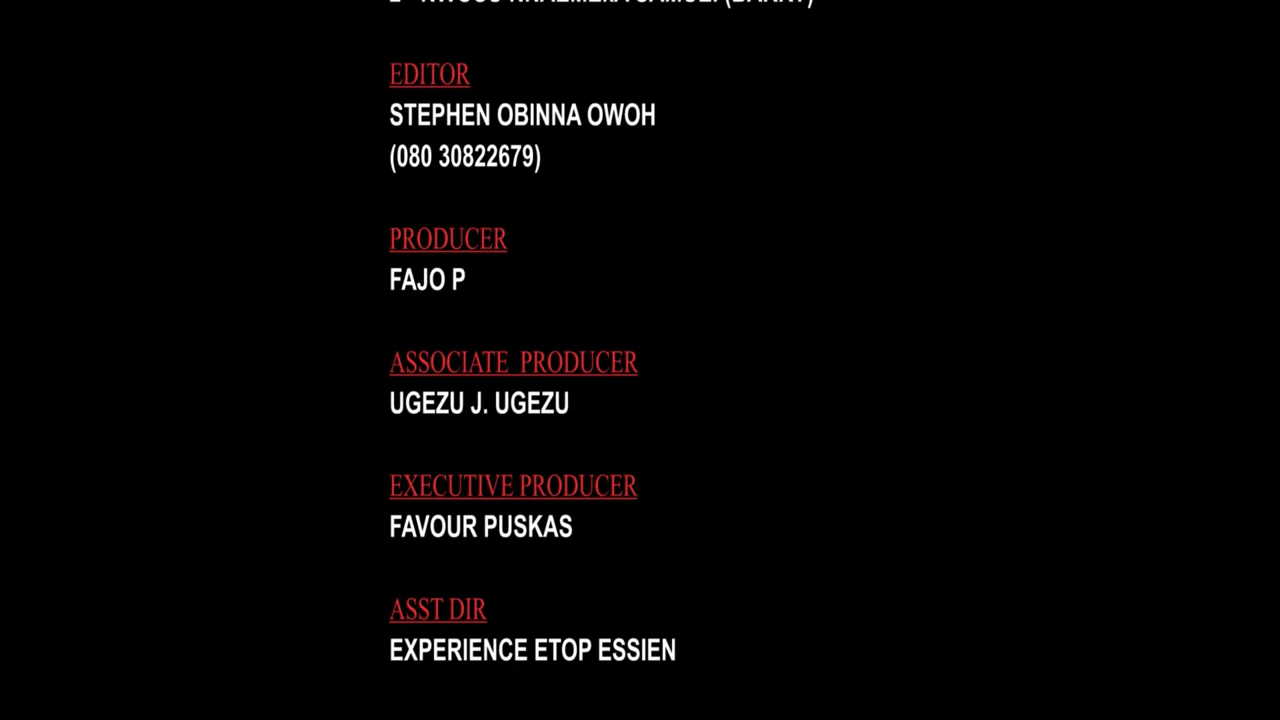 EDITOR
STEPHEN OBINNA OWOH
(080 30822679)
PRODUCER
FAJO P
ASSOCIATE PRODUCER
UGEZU J. UGEZU
EXECUTIVE PRODUCER
FAVOUR PUSKAS
ASST DIR
EXPERIENCE ETOP ESSIEN